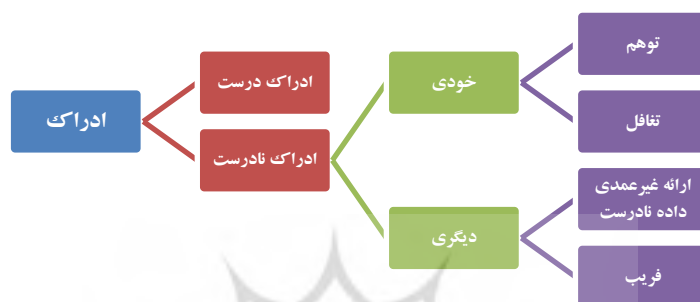 ادراک
ادراک درست
ادراک نادرست
خودی
دیگری
توهم
تغافل
ارائه غیرعمدی
داده نادرست
فریب